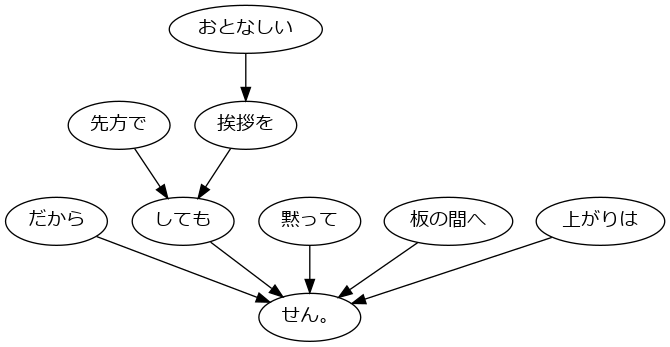 おとなしい
先方で 挨拶を
だから しても 黙って 板の間へ 上がりは
せん。